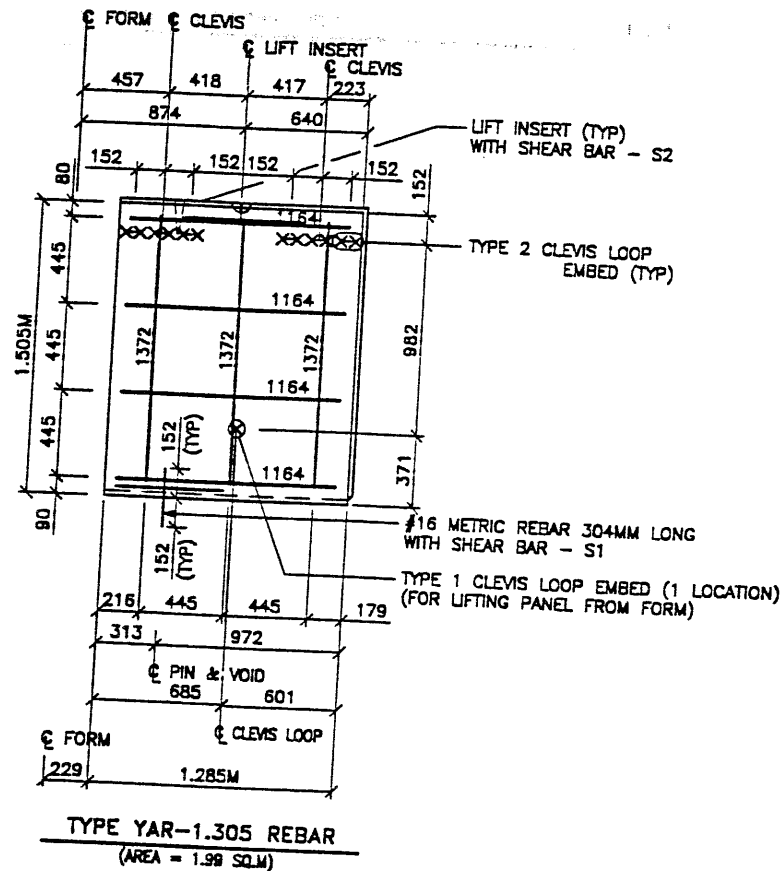 ℄ FORM ℄ CLEVIS
℄ LIFT INSERT
℄ CLEVIS
457 418 417 223
874 640
LIFT INSERT (TYP)
WITH SHEAR BAR - S2
152 152 152 152
80
152
1164
TYPE 2 CLEVIS LOOP
EMBED (TYP)
445
1164
1.505M
445
1372 1372 1372
982
1164
445
152
(TYP)
1164
371
90
#16 METRIC REBAR 304MM LONG
WITH SHEAR BAR - S1
152
(TYP)
TYPE 1 CLEVIS LOOP EMBED (1 LOCATION)
(FOR LIFTING PANEL FROM FORM)
216 445 445 179
313 972
℄ PIN & VOID
685 601
℄ FORM
℄ CLEVIS LOOP
229 1.285M
TYPE YAR-1.305 REBAR
(AREA = 1.99 SQ.M)